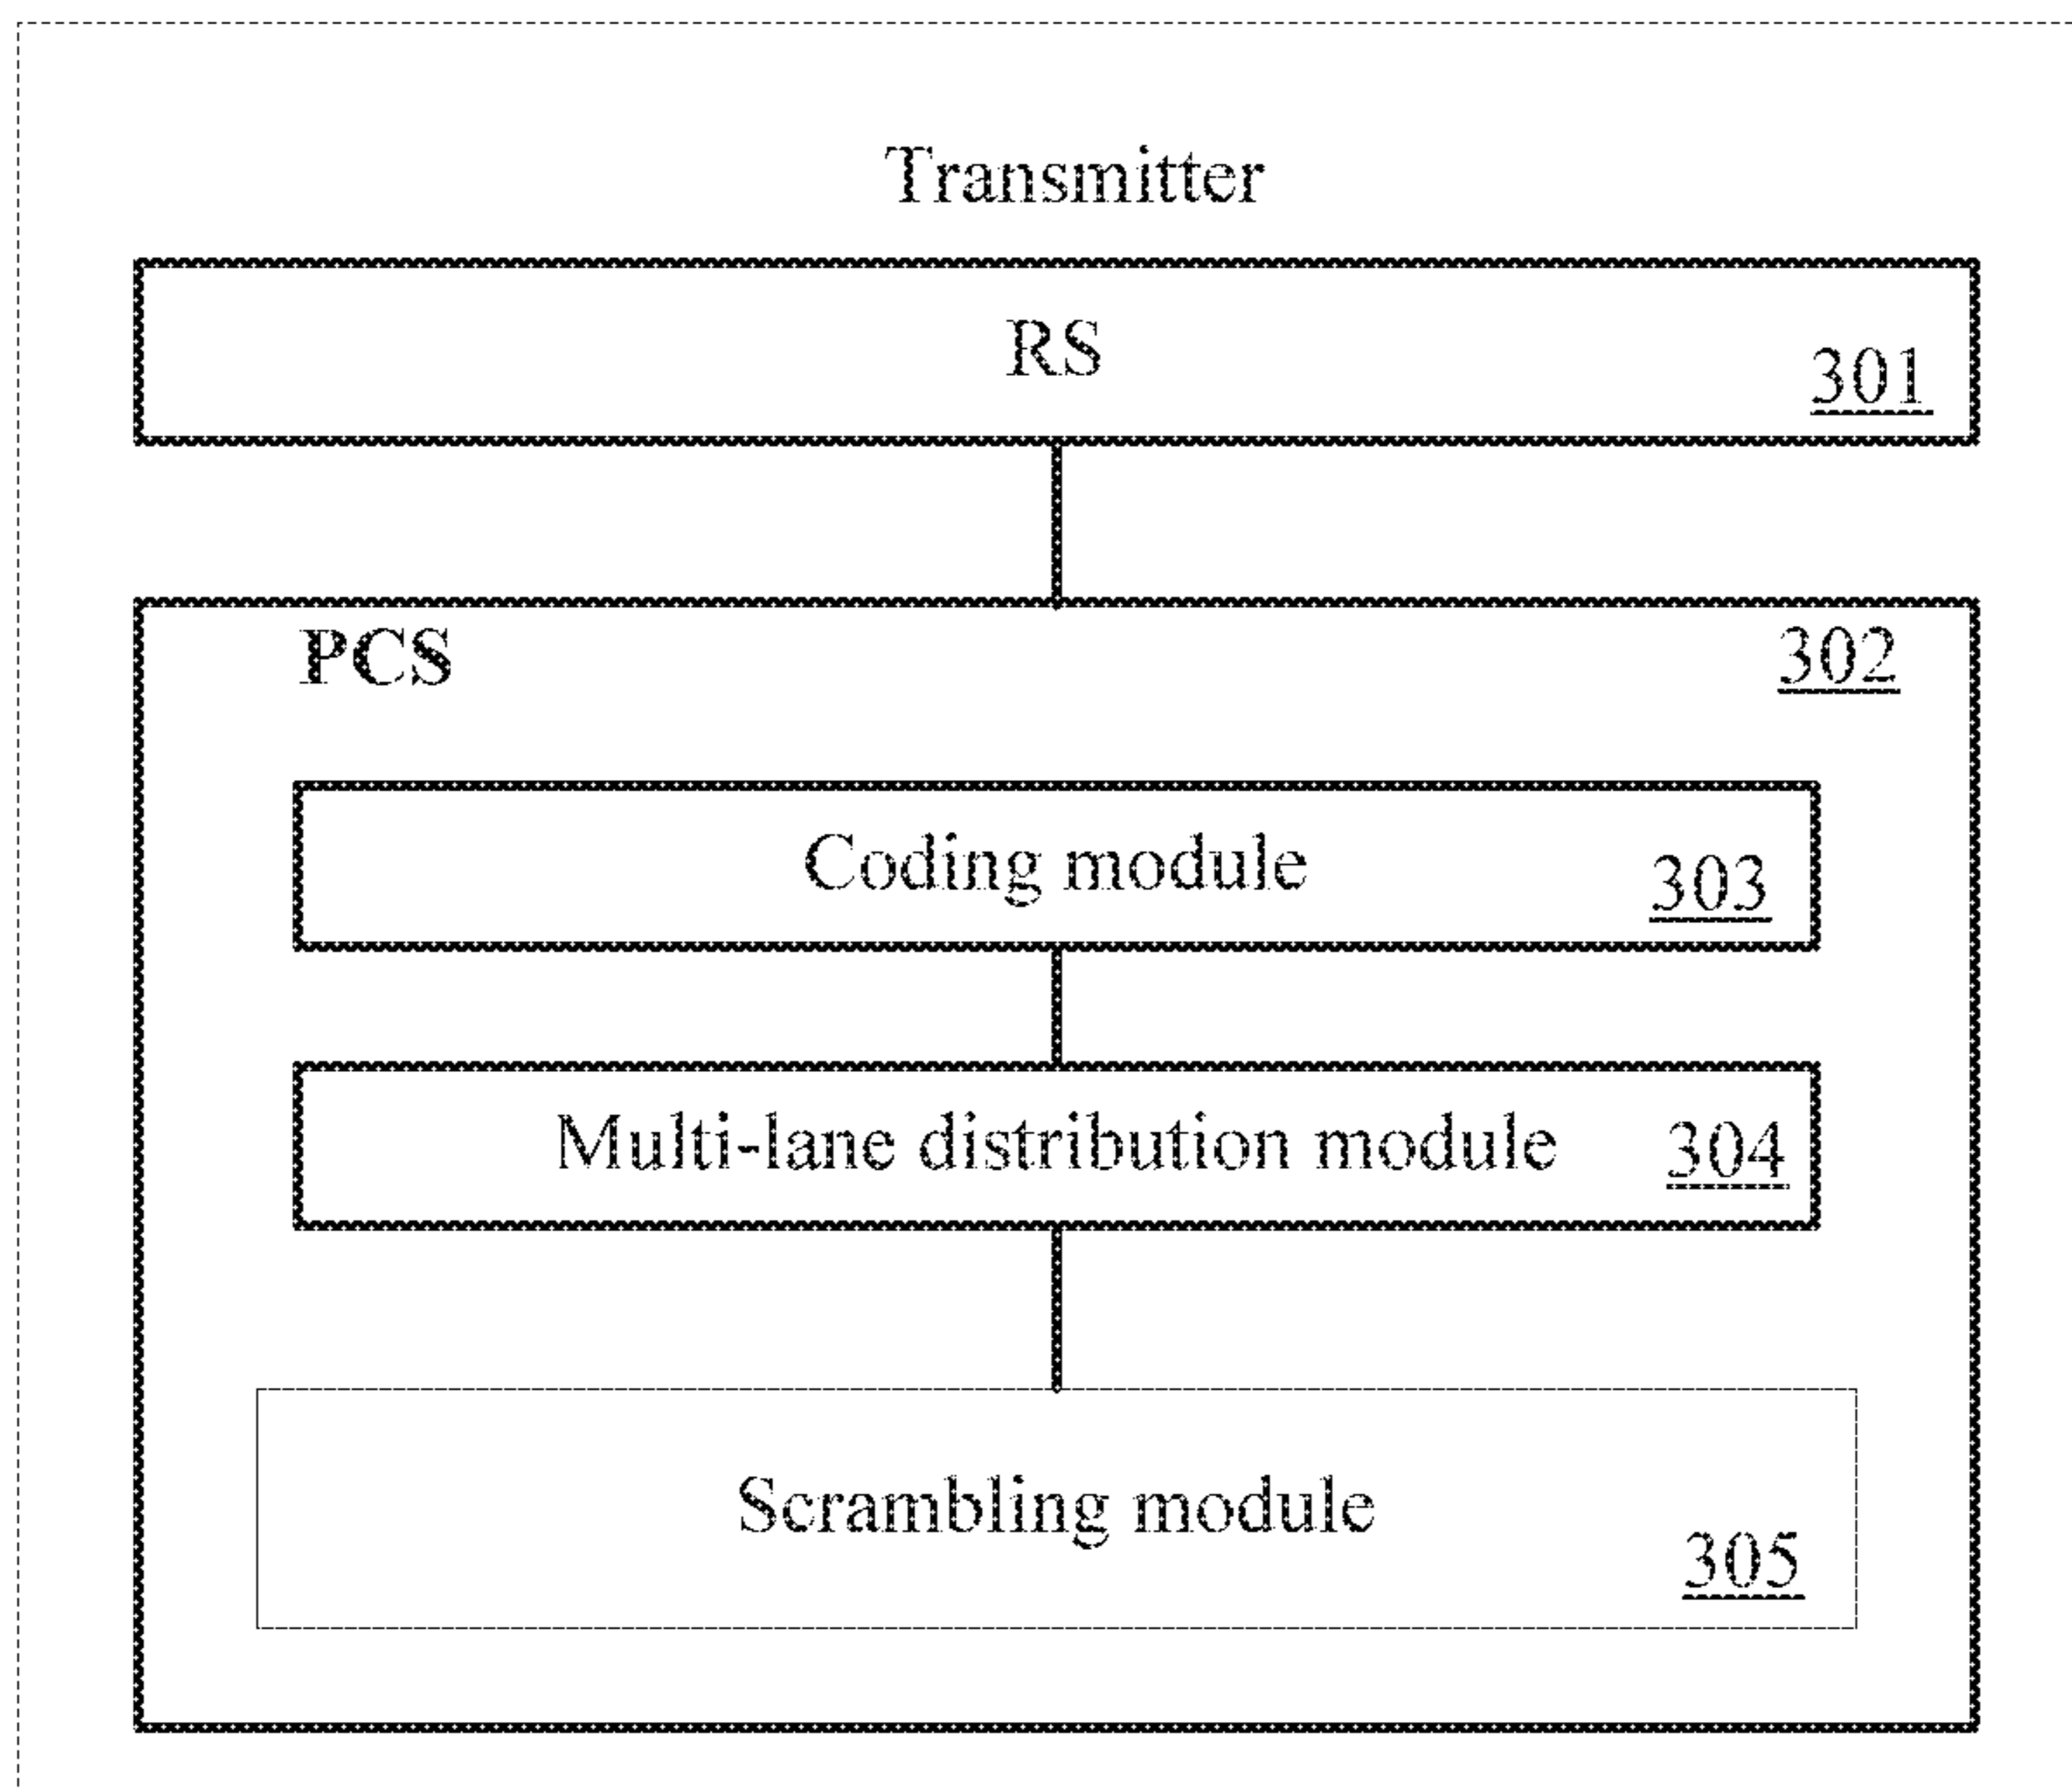 Transmitter
RS
301
PCS
302
Coding module
303
Multi-lane distribution module
304
Scrambling module
305